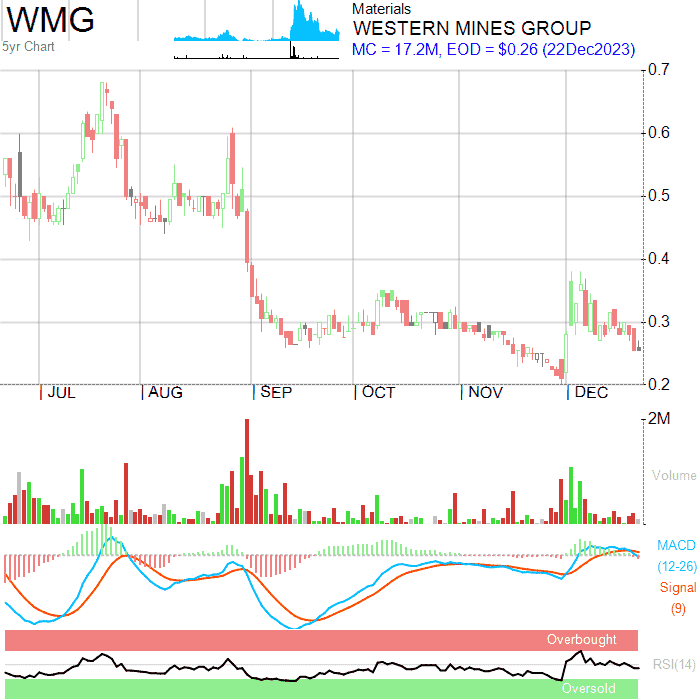 WMG
5yr Chart
Materials
WESTERN MINES GROUP
MC = 17.2M, EOD = $0.26 (22Dec2023)
0.7
0.6
0.5
0.4
0.3
0.2
JUL AUG SEP OCT NOV DEC
2M
Volume
MACD
(12-26)
Signal
(9)
Overbought
RSI(14)
Oversold